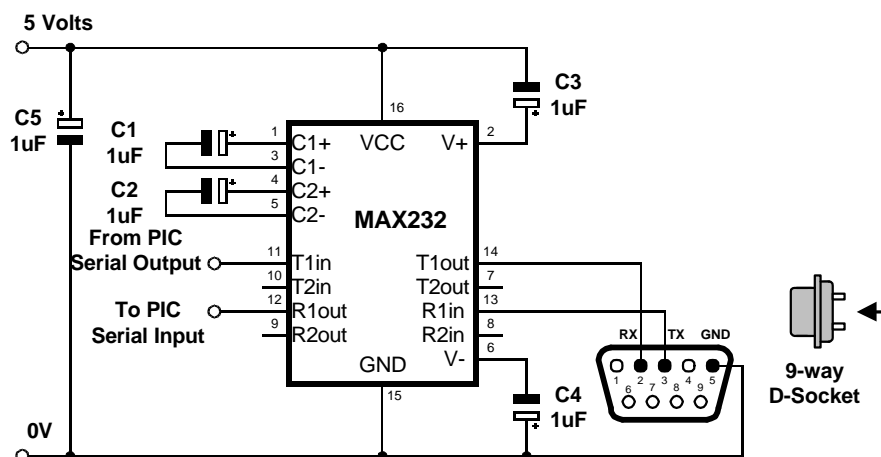 5 Volts
C5
1uF
+
C1
1uF
+
C2
1uF
+
C3
1uF
+
16
1
3
4
5
2
C1+
C1-
C2+
C2-
VCC
V+
MAX232
From PIC
Serial Output
To PIC
Serial Input
11
10
12
9
T1in
T2in
R1out
R2out
T1out
T2out
R1in
R2in
V-
14
7
13
8
6
GND
15
C4
1uF
+
RX
TX
GND
1
2
3
4
5
6
7
8
9
9-way
D-Socket
0V